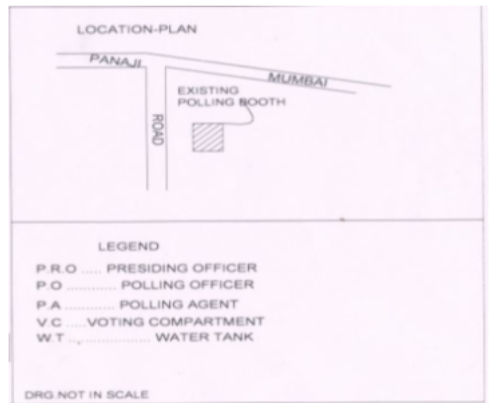 LOCATION-PLAN
PANAJI
MUMBAI
EXISTING
POLLING BOOTH
ROAD
LEGEND
P.R.O ..... PRESIDING OFFICER
P.O ............ POLLING OFFICER
P.A ............ POLLING AGENT
V.C .....VOTING COMPARTMENT
W.T .................... WATER TANK
DRG.NOT IN SCALE